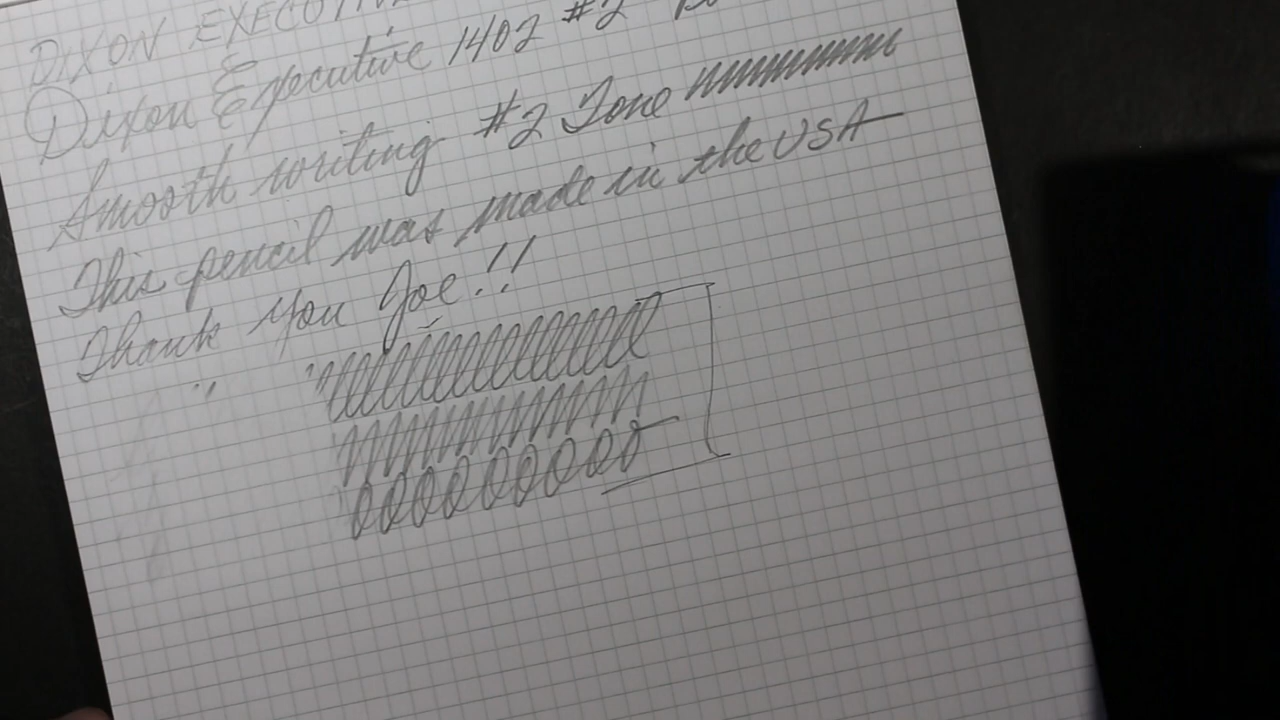 DIXON
Dixon Executive 1402 #2
Smooth writing #2 Tone
This pencil was made in the USA
Thank you Joe!!
" "